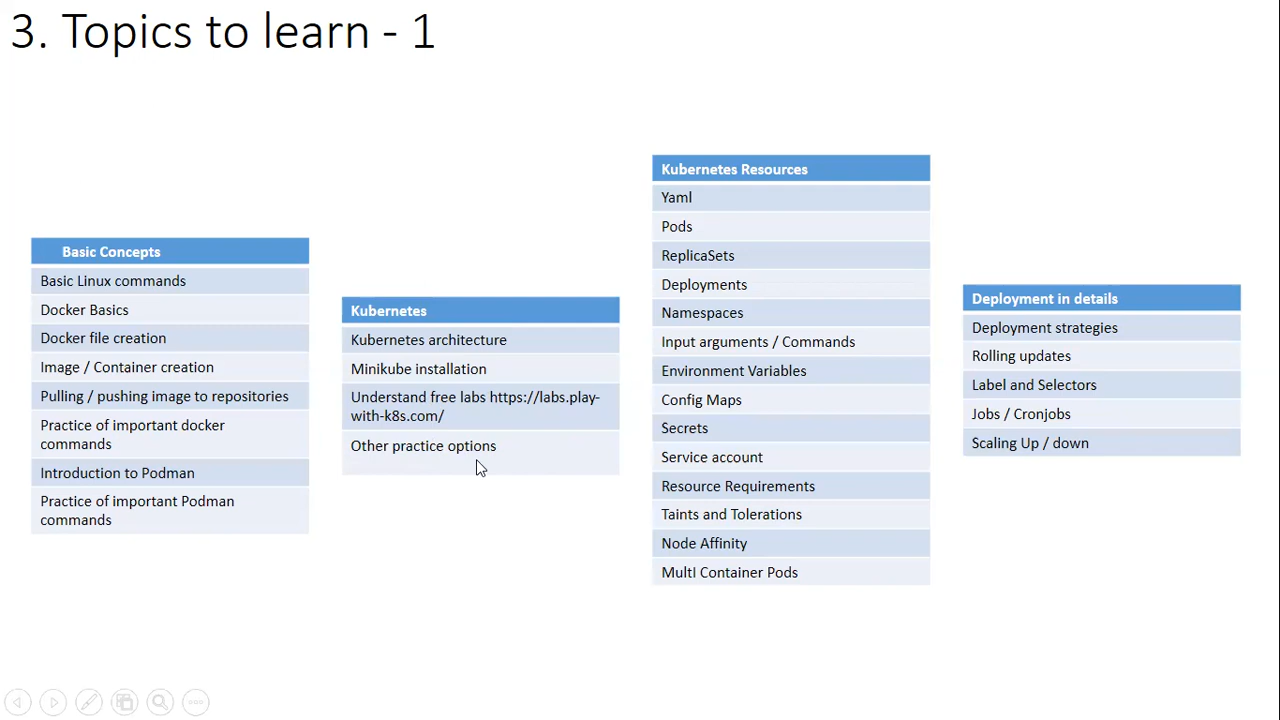 3. Topics to learn - 1
Basic Concepts
Basic Linux commands
Docker Basics
Docker file creation
Image / Container creation
Pulling / pushing image to repositories
Practice of important docker
commands
Introduction to Podman
Practice of important Podman
commands
Kubernetes
Kubernetes architecture
Minikube installation
Understand free labs https://labs.play-
with-k8s.com/
Other practice options
Kubernetes Resources
Yaml
Pods
ReplicaSets
Deployments
Namespaces
Input arguments / Commands
Environment Variables
Config Maps
Secrets
Service account
Resource Requirements
Taints and Tolerations
Node Affinity
MultI Container Pods
Deployment in details
Deployment strategies
Rolling updates
Label and Selectors
Jobs / Cronjobs
Scaling Up / down